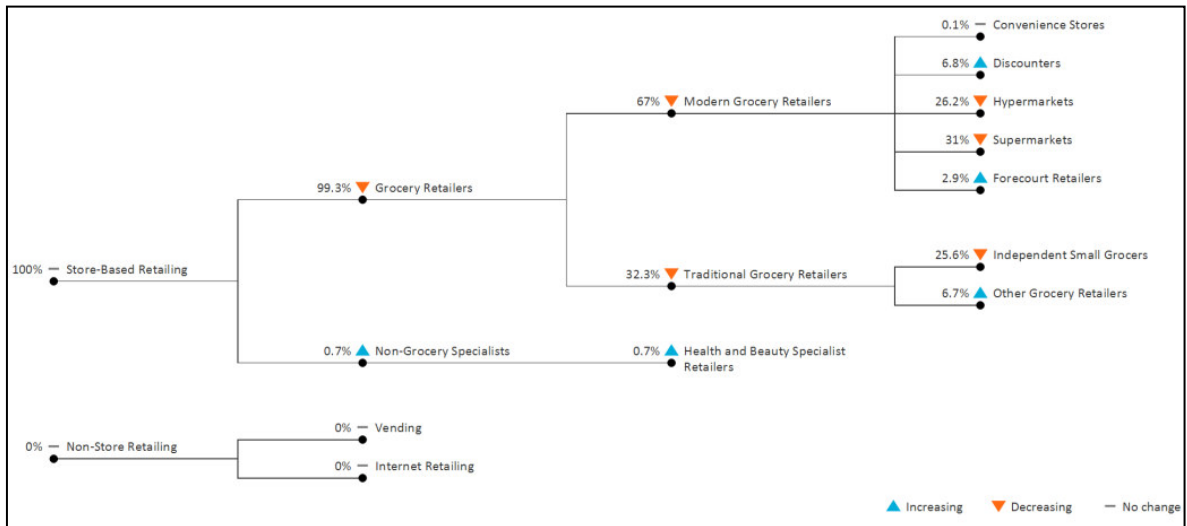 0.1% — Convenience Stores
6.8% ▲ Discounters
67% ▼ Modern Grocery Retailers
26.2% ▼ Hypermarkets
31% ▼ Supermarkets
99.3% ▼ Grocery Retailers
2.9% ▲ Forecourt Retailers
100% — Store-Based Retailing
32.3% ▼ Traditional Grocery Retailers
25.6% ▼ Independent Small Grocers
6.7% ▲ Other Grocery Retailers
0.7% ▲ Non-Grocery Specialists
0.7% ▲ Health and Beauty Specialist
Retailers
0% — Non-Store Retailing
0% — Vending
0% — Internet Retailing
▲ Increasing ▼ Decreasing — No change